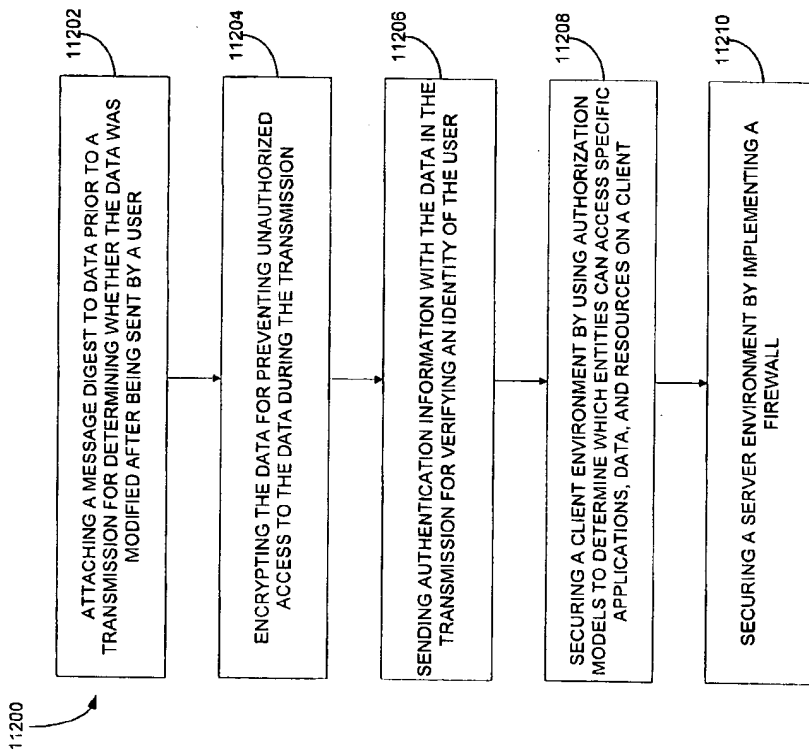 11200
11202
ATTACHING A MESSAGE DIGEST TO DATA PRIOR TO A
TRANSMISSION FOR DETERMINING WHETHER THE DATA WAS
MODIFIED AFTER BEING SENT BY A USER
11204
ENCRYPTING THE DATA FOR PREVENTING UNAUTHORIZED
ACCESS TO THE DATA DURING THE TRANSMISSION
11206
SENDING AUTHENTICATION INFORMATION WITH THE DATA IN THE
TRANSMISSION FOR VERIFYING AN IDENTITY OF THE USER
11208
SECURING A CLIENT ENVIRONMENT BY USING AUTHORIZATION
MODELS TO DETERMINE WHICH ENTITIES CAN ACCESS SPECIFIC
APPLICATIONS, DATA, AND RESOURCES ON A CLIENT
11210
SECURING A SERVER ENVIRONMENT BY IMPLEMENTING A
FIREWALL